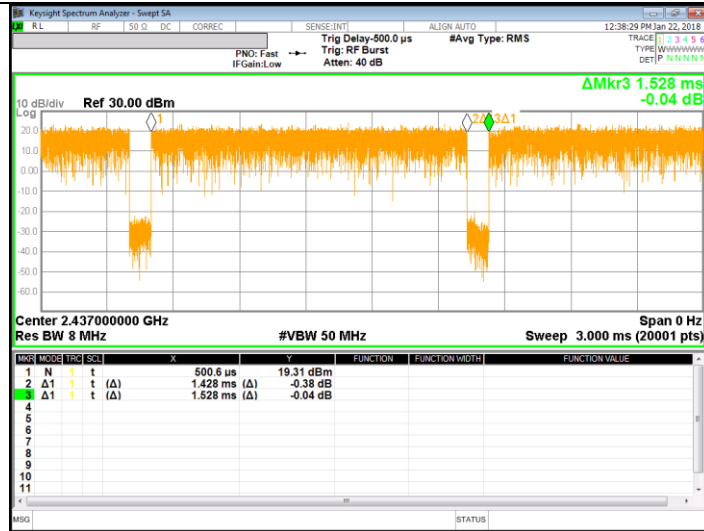 Keysight Spectrum Analyzer - Swept SA
RL RF 50 Ω DC CORREC SENSE:INT ALIGN AUTO 12:38:29 PM Jan 22, 2018
Trig Delay-500.0 µs #Avg Type: RMS TRACE 1 2 3 4 5 6
PNO: Fast Trig: RF Burst TYPE WWWWWW
IFGain:Low Atten: 40 dB DET P N N N N N
ΔMkr3 1.528 ms
10 dB/div Ref 30.00 dBm -0.04 dB
Log
1 2Δ1 3Δ1
20.0
10.0
0.00
-10.0
-20.0
-30.0
-40.0
-50.0
-60.0
Center 2.437000000 GHz Span 0 Hz
Res BW 8 MHz #VBW 50 MHz Sweep 3.000 ms (20001 pts)
MKR MODE TRC SCL X Y FUNCTION FUNCTION WIDTH FUNCTION VALUE
1 N 1 t 500.6 µs 19.31 dBm
2 Δ1 1 t (Δ) 1.428 ms (Δ) -0.38 dB
3 Δ1 1 t (Δ) 1.528 ms (Δ) -0.04 dB
4
5
6
7
8
9
10
11
MSG STATUS